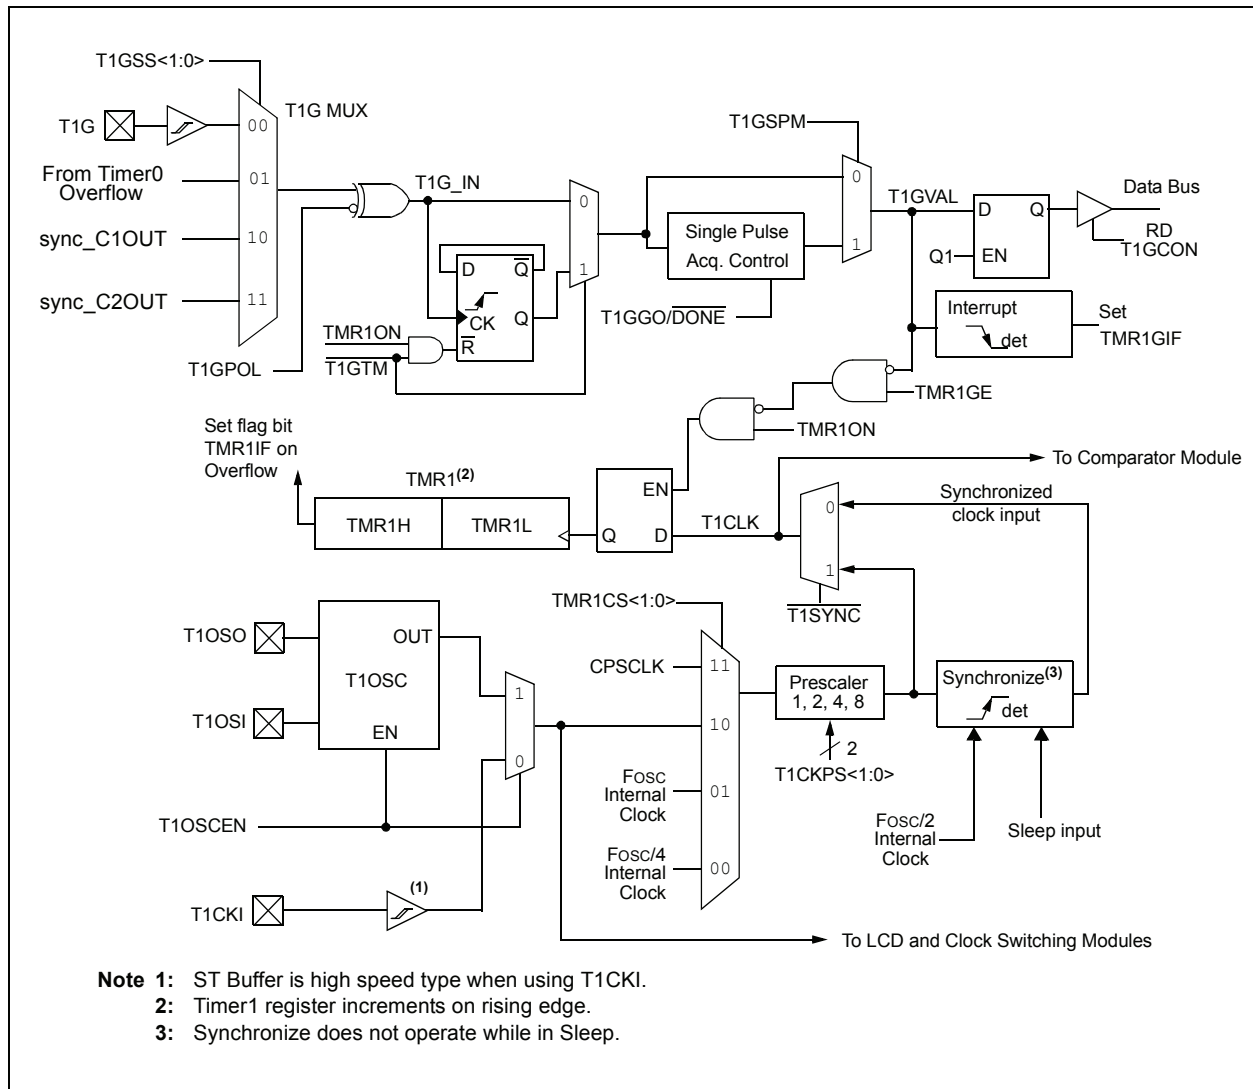 T1GSS<1:0>
T1G MUX
T1G
00
From Timer0
Overflow
01
sync_C1OUT
10
sync_C2OUT
11
T1GPOL
T1G_IN
0
1
D
Q
CK
Q
R
TMR1ON
T1GTM
T1GSPM
0
1
Single Pulse
Acq. Control
T1GGO/DONE
T1GVAL
D
Q
Q1
EN
Data Bus
RD
T1GCON
Interrupt
det
Set
TMR1GIF
TMR1GE
TMR1ON
Set flag bit
TMR1IF on
Overflow
TMR1(2)
TMR1H
TMR1L
EN
Q
D
T1CLK
To Comparator Module
Synchronized
clock input
0
1
T1SYNC
TMR1CS<1:0>
T1OSO
OUT
T1OSC
T1OSI
EN
1
0
T1OSCEN
T1CKI
(1)
CPSCLK
11
10
FOSC
Internal
Clock
01
FOSC/4
Internal
Clock
00
Prescaler
1, 2, 4, 8
2
T1CKPS<1:0>
Synchronize(3)
det
FOSC/2
Internal
Clock
Sleep input
To LCD and Clock Switching Modules
Note 1: ST Buffer is high speed type when using T1CKI.
2: Timer1 register increments on rising edge.
3: Synchronize does not operate while in Sleep.